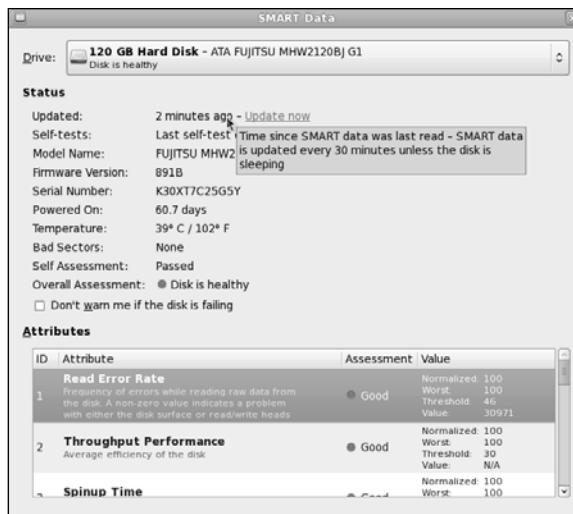 SMART Data
Drive: 120 GB Hard Disk – ATA FUJITSU MHW2120BJ G1
Disk is healthy
Status
Updated: 2 minutes ago – Update now
Self-tests: Last self-test
Time since SMART data was last read – SMART data
is updated every 30 minutes unless the disk is
sleeping
Model Name: FUJITSU MHW2
Firmware Version: 891B
Serial Number: K30XT7C25G5Y
Powered On: 60.7 days
Temperature: 39° C / 102° F
Bad Sectors: None
Self Assessment: Passed
Overall Assessment: Disk is healthy
Don't warn me if the disk is failing
Attributes
ID Attribute Assessment Value
1 Read Error Rate
Frequency of errors while reading raw data from
the disk. A non-zero value indicates a problem
with either the disk surface or read/write heads
Good
Normalized: 100
Worst: 100
Threshold: 46
Value: 30971
2 Throughput Performance
Average efficiency of the disk
Good
Normalized: 100
Worst: 100
Threshold: 30
Value: N/A
Spinup Time
Good
Normalized: 100
Worst: 100